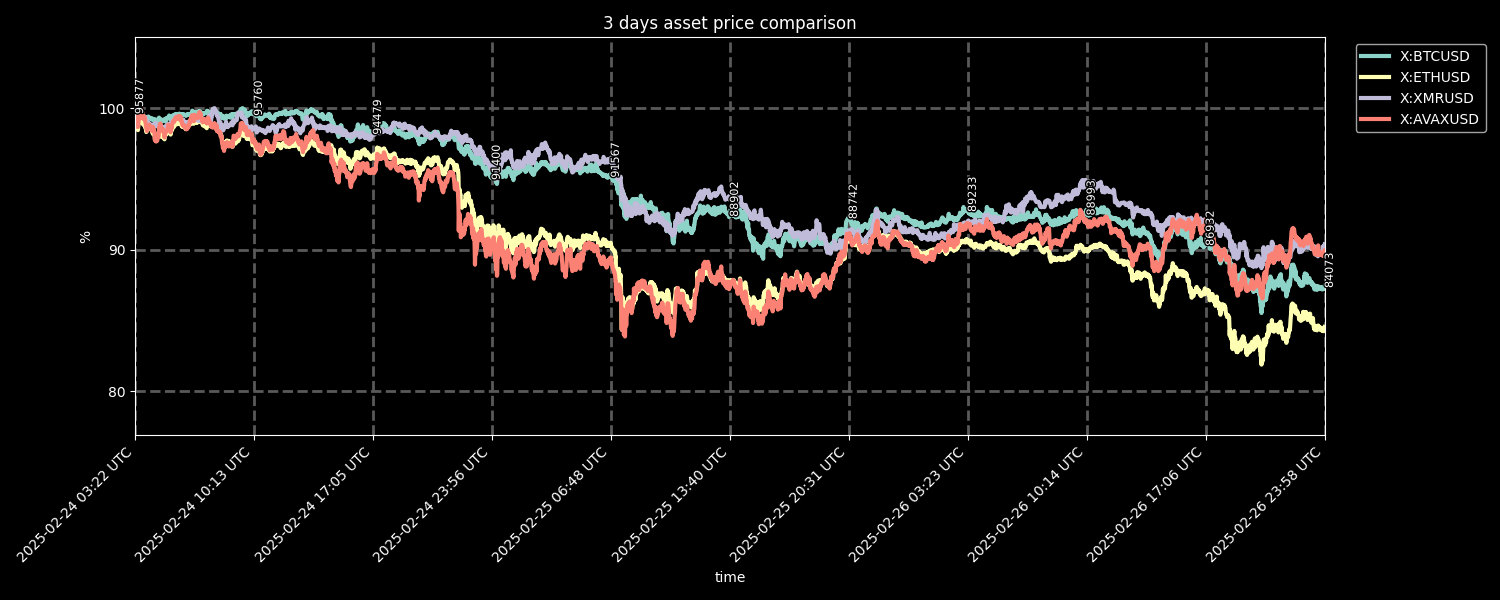 3 days asset price comparison
X:BTCUSD
X:ETHUSD
X:XMRUSD
X:AVAXUSD
100
90
80
%
95877
95760
94479
91400
91567
88902
88742
89233
88993
86932
84073
2025-02-24 03:22 UTC
2025-02-24 10:13 UTC
2025-02-24 17:05 UTC
2025-02-24 23:56 UTC
2025-02-25 06:48 UTC
2025-02-25 13:40 UTC
2025-02-25 20:31 UTC
2025-02-26 03:23 UTC
2025-02-26 10:14 UTC
2025-02-26 17:06 UTC
2025-02-26 23:58 UTC
time